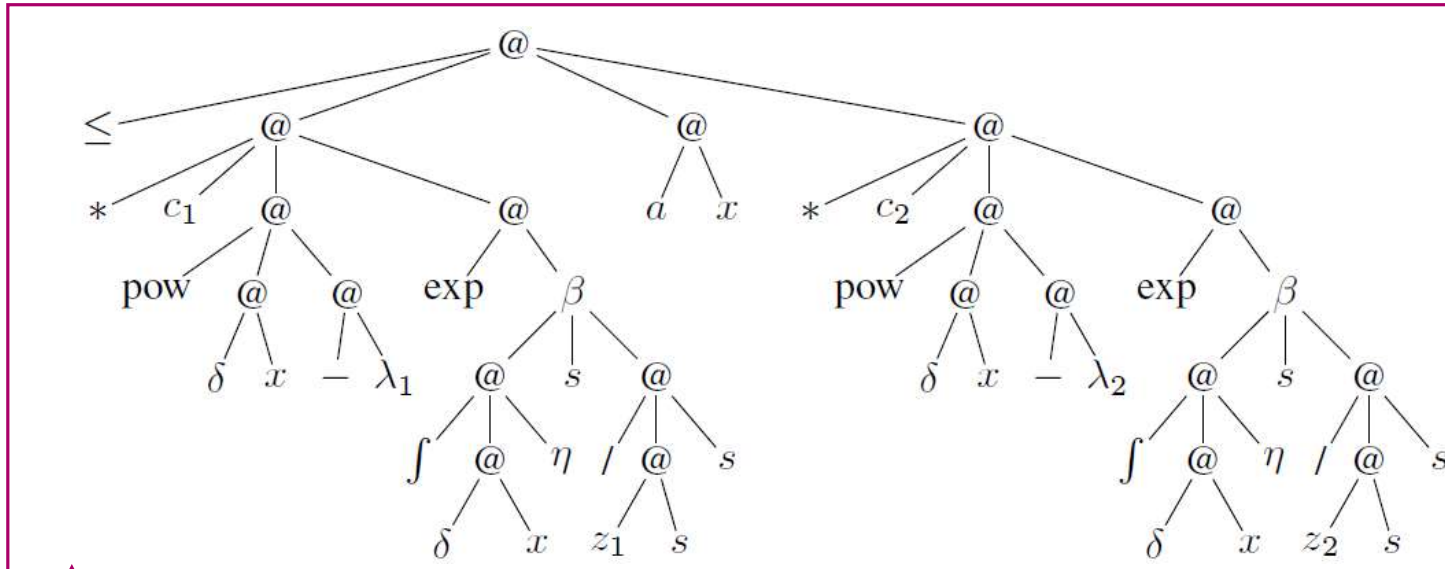 @
≤ @ @ @
* c₁ @ @ a x * c₂ @ @
pow @ @ exp β pow @ @ exp β
δ x − λ₁ @ s @ δ x − λ₂ @ s @
∫ @ η / @ s ∫ @ η / @ s
δ x z₁ s δ x z₂ s